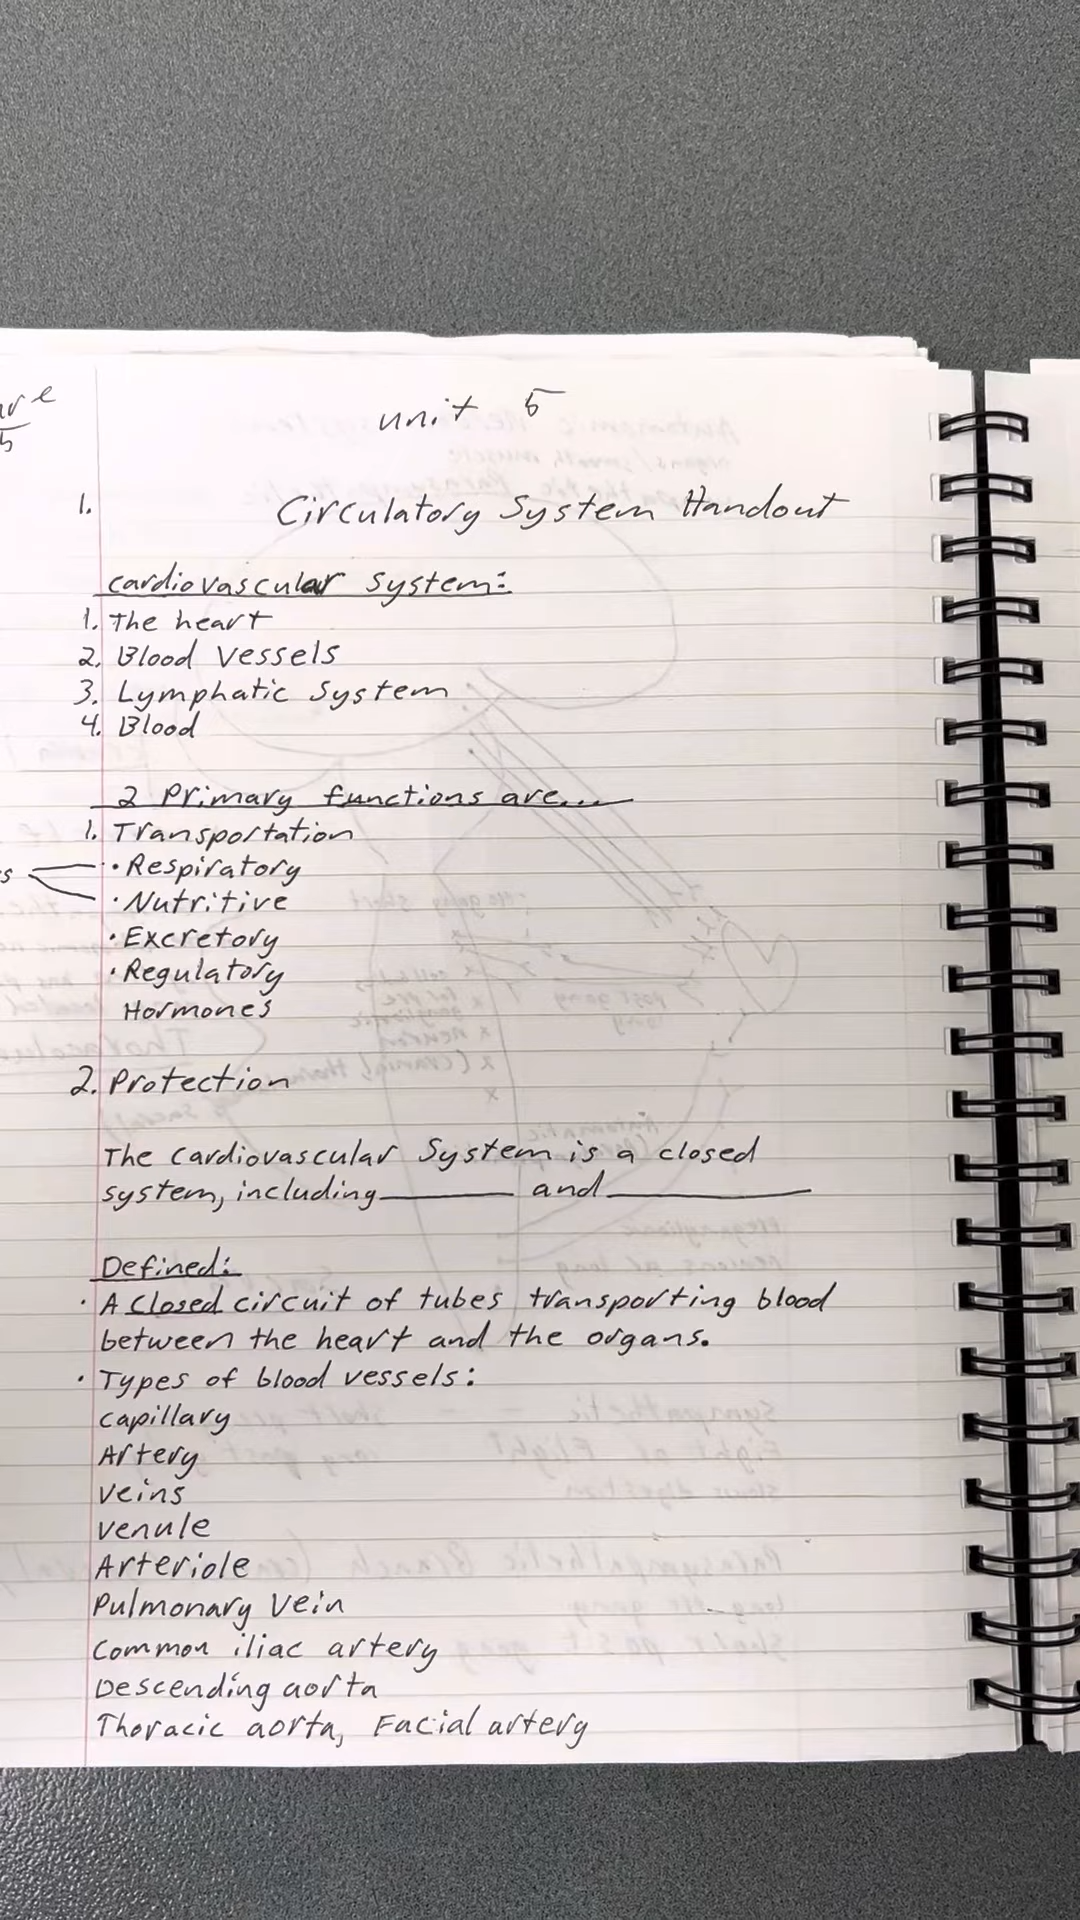 unit 5
1. Circulatory System Handout
cardiovascular system:
1. The heart
2. Blood Vessels
3. Lymphatic System
4. Blood
2 Primary functions are...
1. Transportation
• Respiratory
• Nutritive
• Excretory
• Regulatory
Hormones
2. Protection
The cardiovascular System is a closed
system, including________ and____________
Defined:
• A closed circuit of tubes transporting blood
between the heart and the organs.
• Types of blood vessels:
capillary
Artery
veins
venule
Arteriole
Pulmonary Vein
Common iliac artery
Descending aorta
Thoracic aorta, Facial artery